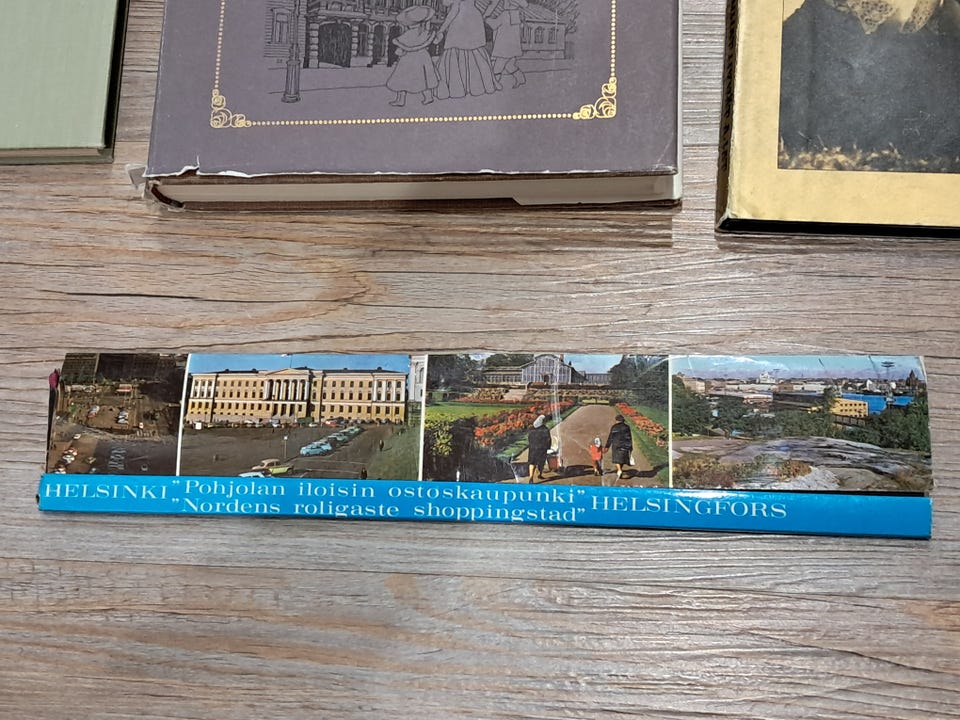 HELSINKI "Pohjolan iloisin ostoskaupunki" HELSINGFORS
"Nordens roligaste shoppingstad"